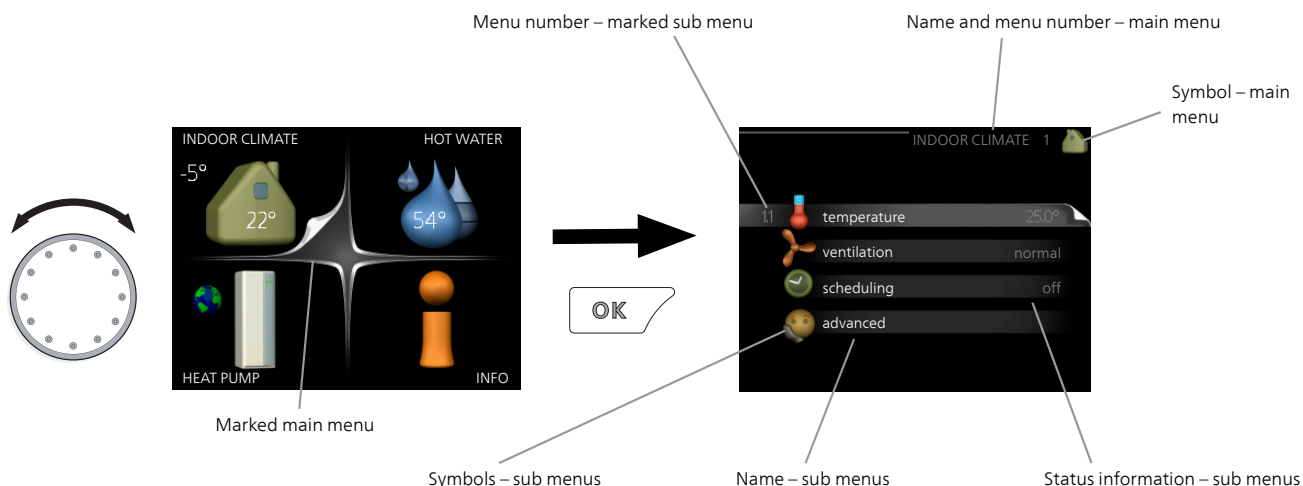 Menu number – marked sub menu
Name and menu number – main menu
Symbol – main
menu
INDOOR CLIMATE
HOT WATER
-5°
22°
54°
HEAT PUMP
INFO
Marked main menu
OK
INDOOR CLIMATE 1
1.1 temperature 25.0°
ventilation normal
scheduling off
advanced
Symbols – sub menus
Name – sub menus
Status information – sub menus